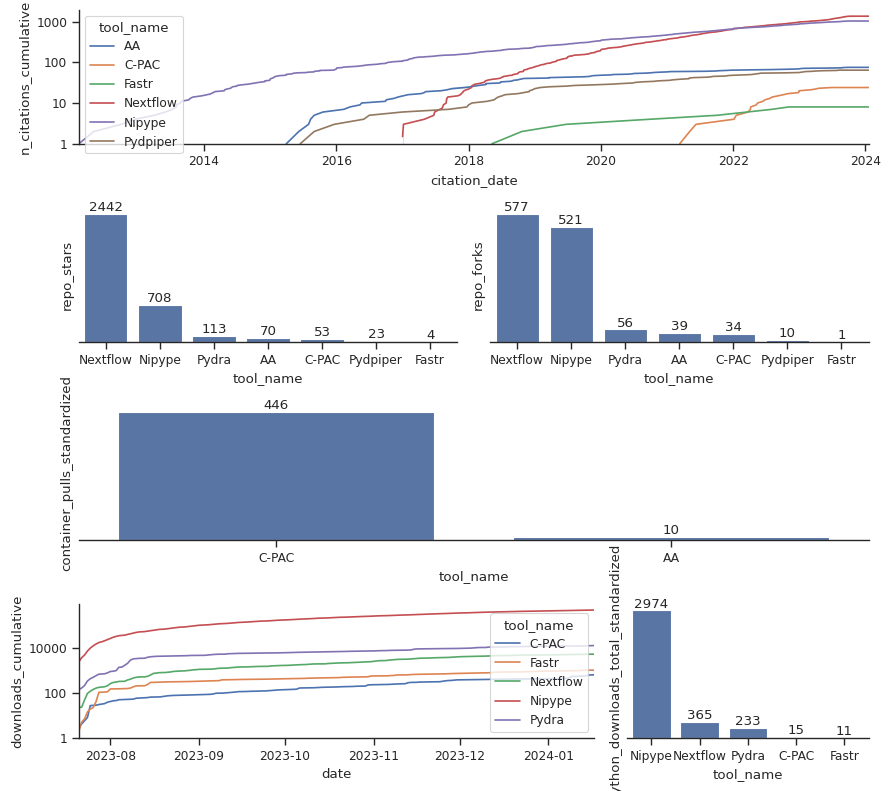 n_citations_cumulative
1000
100
10
1
tool_name
AA
C-PAC
Fastr
Nextflow
Nipype
Pydpiper
2014 2016 2018 2020 2022 2024
citation_date
repo_stars
2442 708 113 70 53 23 4
Nextflow Nipype Pydra AA C-PAC Pydpiper Fastr
tool_name
repo_forks
577 521 56 39 34 10 1
Nextflow Nipype Pydra AA C-PAC Pydpiper Fastr
tool_name
container_pulls_standardized
446 10
C-PAC AA
tool_name
downloads_cumulative
10000
100
1
tool_name
C-PAC
Fastr
Nextflow
Nipype
Pydra
2023-08 2023-09 2023-10 2023-11 2023-12 2024-01
date
ython_downloads_total_standardized
2974 365 233 15 11
Nipype Nextflow Pydra C-PAC Fastr
tool_name